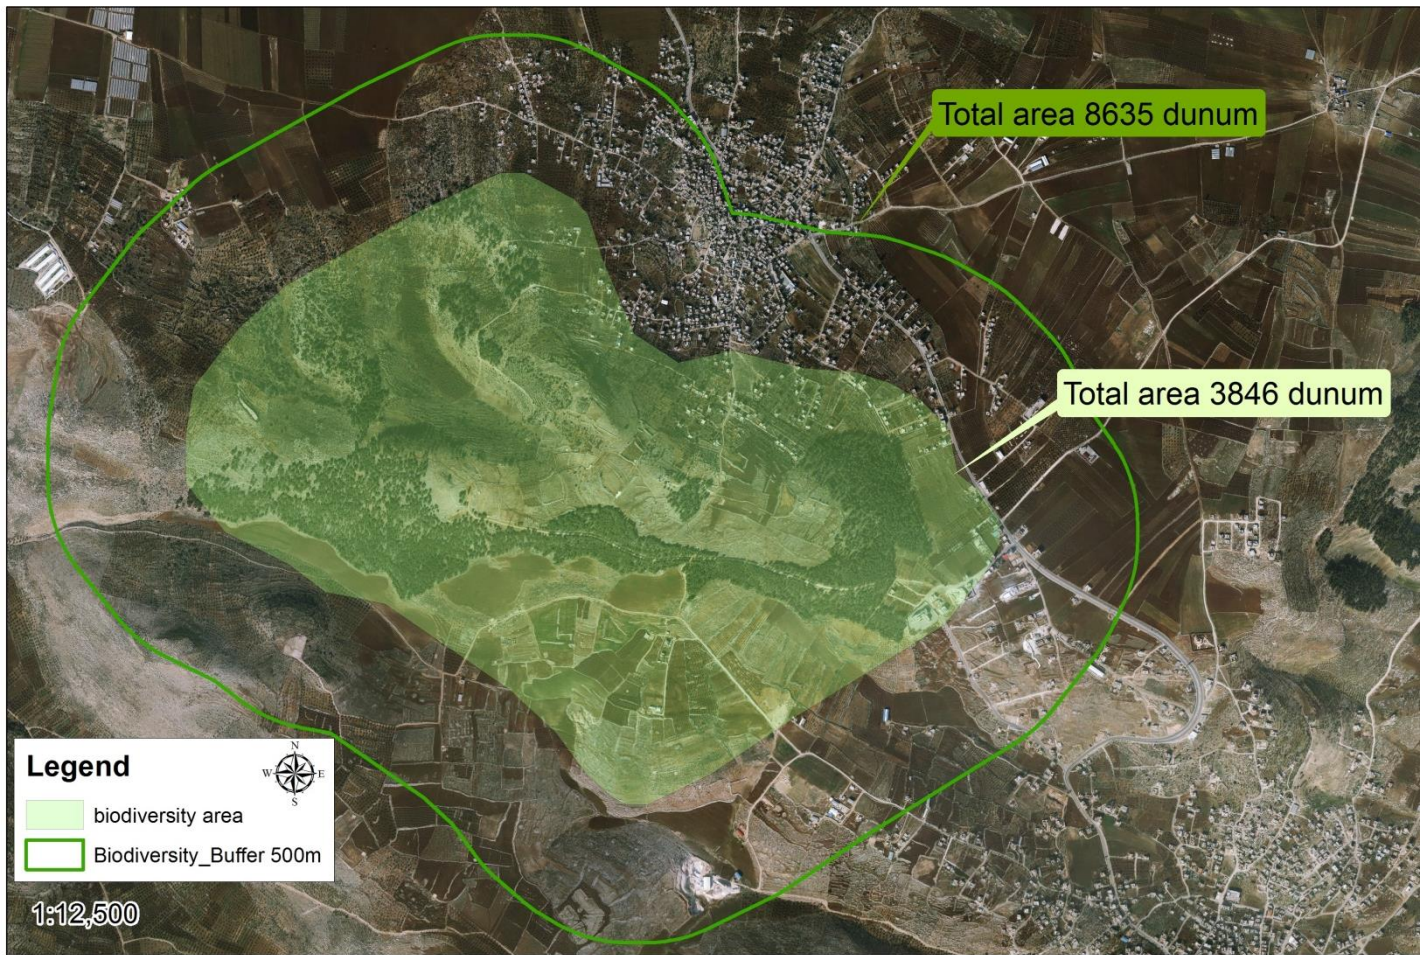 Total area 8635 dunum
Total area 3846 dunum
Legend
N
W E
S
biodiversity area
Biodiversity_Buffer 500m
1:12,500